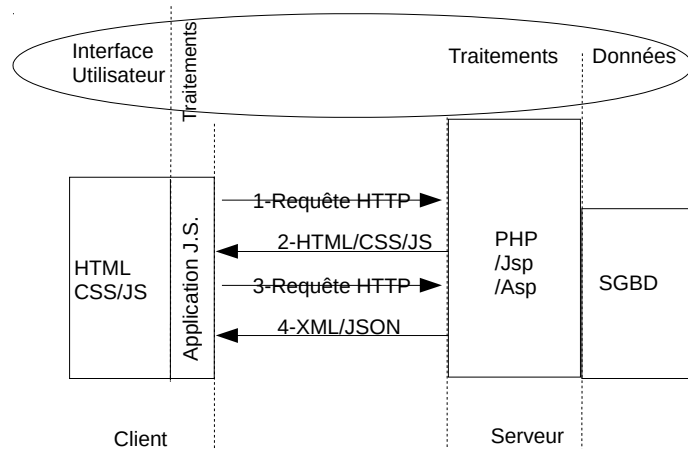 Interface
Utilisateur
Traitements
Traitements
Données
1-Requête HTTP
2-HTML/CSS/JS
3-Requête HTTP
4-XML/JSON
HTML
CSS/JS
Application J.S.
PHP
/Jsp
/Asp
SGBD
Client
Serveur